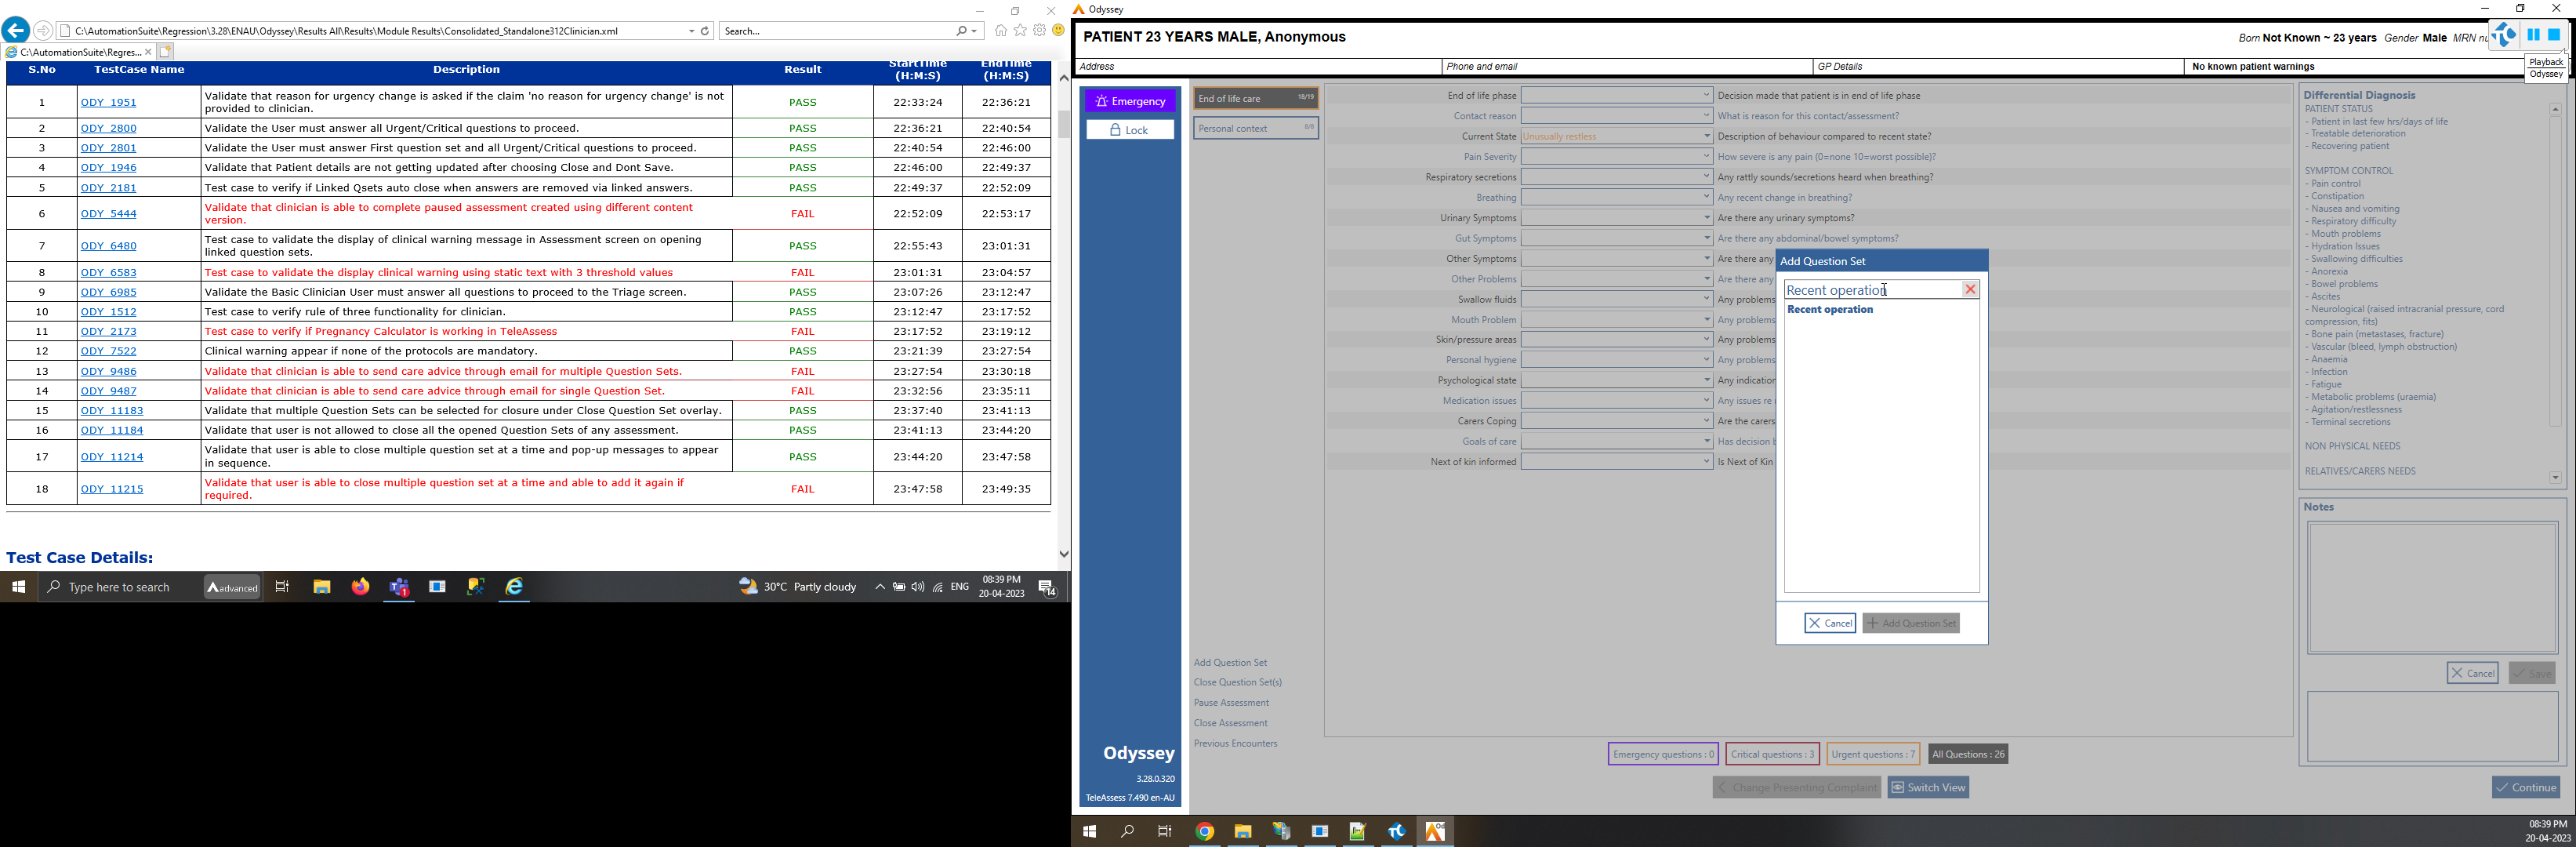 C:\AutomationSuite\Regression\3.28\ENAU\Odyssey\Results All\Results\Module Results\Consolidated_Standalone312Clinician.xml
Search...
C:\AutomationSuite\Regres...
S.No TestCase Name Description Result StartTime (H:M:S) EndTime (H:M:S)
1 ODY_1951 Validate that reason for urgency change is asked if the claim 'no reason for urgency change' is not provided to clinician. PASS 22:33:24 22:36:21
2 ODY_2800 Validate the User must answer all Urgent/Critical questions to proceed. PASS 22:36:21 22:40:54
3 ODY_2801 Validate the User must answer First question set and all Urgent/Critical questions to proceed. PASS 22:40:54 22:46:00
4 ODY_1946 Validate that Patient details are not getting updated after choosing Close and Dont Save. PASS 22:46:00 22:49:37
5 ODY_2181 Test case to verify if Linked Qsets auto close when answers are removed via linked answers. PASS 22:49:37 22:52:09
6 ODY_5444 Validate that clinician is able to complete paused assessment created using different content version. FAIL 22:52:09 22:53:17
7 ODY_6480 Test case to validate the display of clinical warning message in Assessment screen on opening linked question sets. PASS 22:55:43 23:01:31
8 ODY_6583 Test case to validate the display clinical warning using static text with 3 threshold values FAIL 23:01:31 23:04:57
9 ODY_6985 Validate the Basic Clinician User must answer all questions to proceed to the Triage screen. PASS 23:07:26 23:12:47
10 ODY_1512 Test case to verify rule of three functionality for clinician. PASS 23:12:47 23:17:52
11 ODY_2173 Test case to verify if Pregnancy Calculator is working in TeleAssess FAIL 23:17:52 23:19:12
12 ODY_7522 Clinical warning appear if none of the protocols are mandatory. PASS 23:21:39 23:27:54
13 ODY_9486 Validate that clinician is able to send care advice through email for multiple Question Sets. FAIL 23:27:54 23:30:18
14 ODY_9487 Validate that clinician is able to send care advice through email for single Question Set. FAIL 23:32:56 23:35:11
15 ODY_11183 Validate that multiple Question Sets can be selected for closure under Close Question Set overlay. PASS 23:37:40 23:41:13
16 ODY_11184 Validate that user is not allowed to close all the opened Question Sets of any assessment. PASS 23:41:13 23:44:20
17 ODY_11214 Validate that user is able to close multiple question set at a time and pop-up messages to appear in sequence. PASS 23:44:20 23:47:58
18 ODY_11215 Validate that user is able to close multiple question set at a time and able to add it again if required. FAIL 23:47:58 23:49:35
Test Case Details:
Type here to search
advanced
30°C Partly cloudy
ENG
08:39 PM
20-04-2023
14
Odyssey
PATIENT 23 YEARS MALE, Anonymous
Born Not Known ~ 23 years Gender Male MRN nu
Playback
Odyssey
Address
Phone and email
GP Details
No known patient warnings
Emergency
Lock
End of life care 18/19
Personal context 8/8
End of life phase Decision made that patient is in end of life phase
Contact reason What is reason for this contact/assessment?
Current State Unusually restless Description of behaviour compared to recent state?
Pain Severity How severe is any pain (0=none 10=worst possible)?
Respiratory secretions Any rattly sounds/secretions heard when breathing?
Breathing Any recent change in breathing?
Urinary Symptoms Are there any urinary symptoms?
Gut Symptoms Are there any abdominal/bowel symptoms?
Other Symptoms Are there any
Other Problems Are there any
Swallow fluids Any problems
Mouth Problem Any problems
Skin/pressure areas Any problems
Personal hygiene Any problems
Psychological state Any indication
Medication issues Any issues re
Carers Coping Are the carers
Goals of care Has decision b
Next of kin informed Is Next of Kin
Add Question Set
Recent operation
Recent operation
Cancel
Add Question Set
Differential Diagnosis
PATIENT STATUS
- Patient in last few hrs/days of life
- Treatable deterioration
- Recovering patient
SYMPTOM CONTROL
- Pain control
- Constipation
- Nausea and vomiting
- Respiratory difficulty
- Mouth problems
- Hydration Issues
- Swallowing difficulties
- Anorexia
- Bowel problems
- Ascites
- Neurological (raised intracranial pressure, cord
compression, fits)
- Bone pain (metastases, fracture)
- Vascular (bleed, lymph obstruction)
- Anaemia
- Infection
- Fatigue
- Metabolic problems (uraemia)
- Agitation/restlessness
- Terminal secretions
NON PHYSICAL NEEDS
RELATIVES/CARERS NEEDS
Notes
Cancel
Save
Add Question Set
Close Question Set(s)
Pause Assessment
Close Assessment
Previous Encounters
Odyssey
3.28.0.320
TeleAssess 7.490 en-AU
Emergency questions : 0
Critical questions : 3
Urgent questions : 7
All Questions : 26
Change Presenting Complaint
Switch View
Continue
08:39 PM
20-04-2023